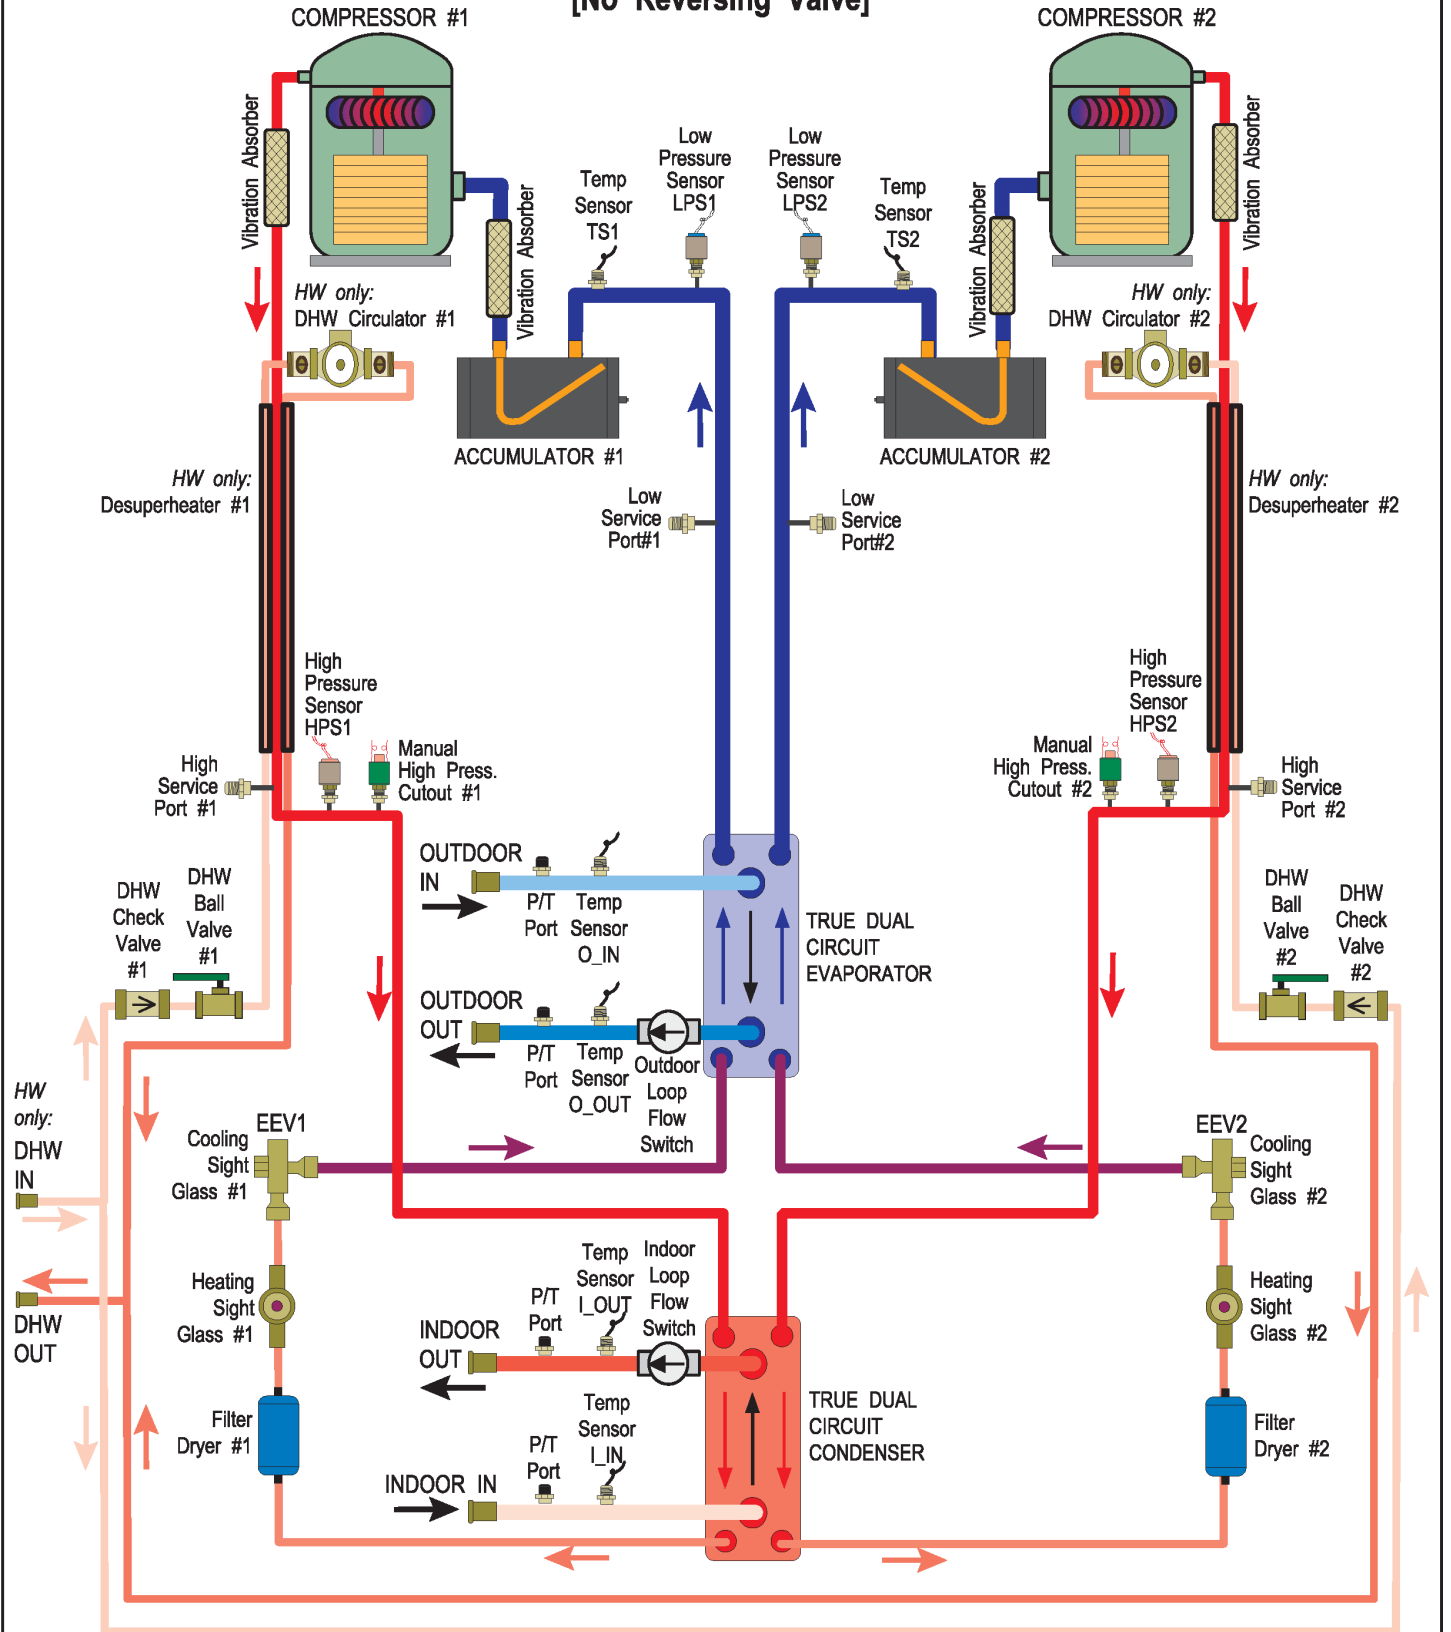 [No Reversing Valve]
COMPRESSOR #1
COMPRESSOR #2
Vibration Absorber
Vibration Absorber
Temp
Sensor
TS1
Low
Pressure
Sensor
LPS1
Low
Pressure
Sensor
LPS2
Temp
Sensor
TS2
Vibration Absorber
Vibration Absorber
HW only:
DHW Circulator #1
HW only:
DHW Circulator #2
ACCUMULATOR #1
ACCUMULATOR #2
HW only:
Desuperheater #1
Low
Service
Port#1
Low
Service
Port#2
HW only:
Desuperheater #2
High
Pressure
Sensor
HPS1
High
Pressure
Sensor
HPS2
High
Service
Port #1
Manual
High Press.
Cutout #1
Manual
High Press.
Cutout #2
High
Service
Port #2
DHW
Check
Valve
#1
DHW
Ball
Valve
#1
OUTDOOR
IN
P/T
Port
Temp
Sensor
O_IN
TRUE DUAL
CIRCUIT
EVAPORATOR
DHW
Ball
Valve
#2
DHW
Check
Valve
#2
OUTDOOR
OUT
P/T
Port
Temp
Sensor
O_OUT
Outdoor
Loop
Flow
Switch
HW
only:
DHW
IN
EEV1
Cooling
Sight
Glass #1
EEV2
Cooling
Sight
Glass #2
DHW
OUT
Heating
Sight
Glass #1
INDOOR
OUT
P/T
Port
Temp
Sensor
I_OUT
Indoor
Loop
Flow
Switch
Heating
Sight
Glass #2
Filter
Dryer #1
TRUE DUAL
CIRCUIT
CONDENSER
Filter
Dryer #2
INDOOR IN
P/T
Port
Temp
Sensor
I_IN